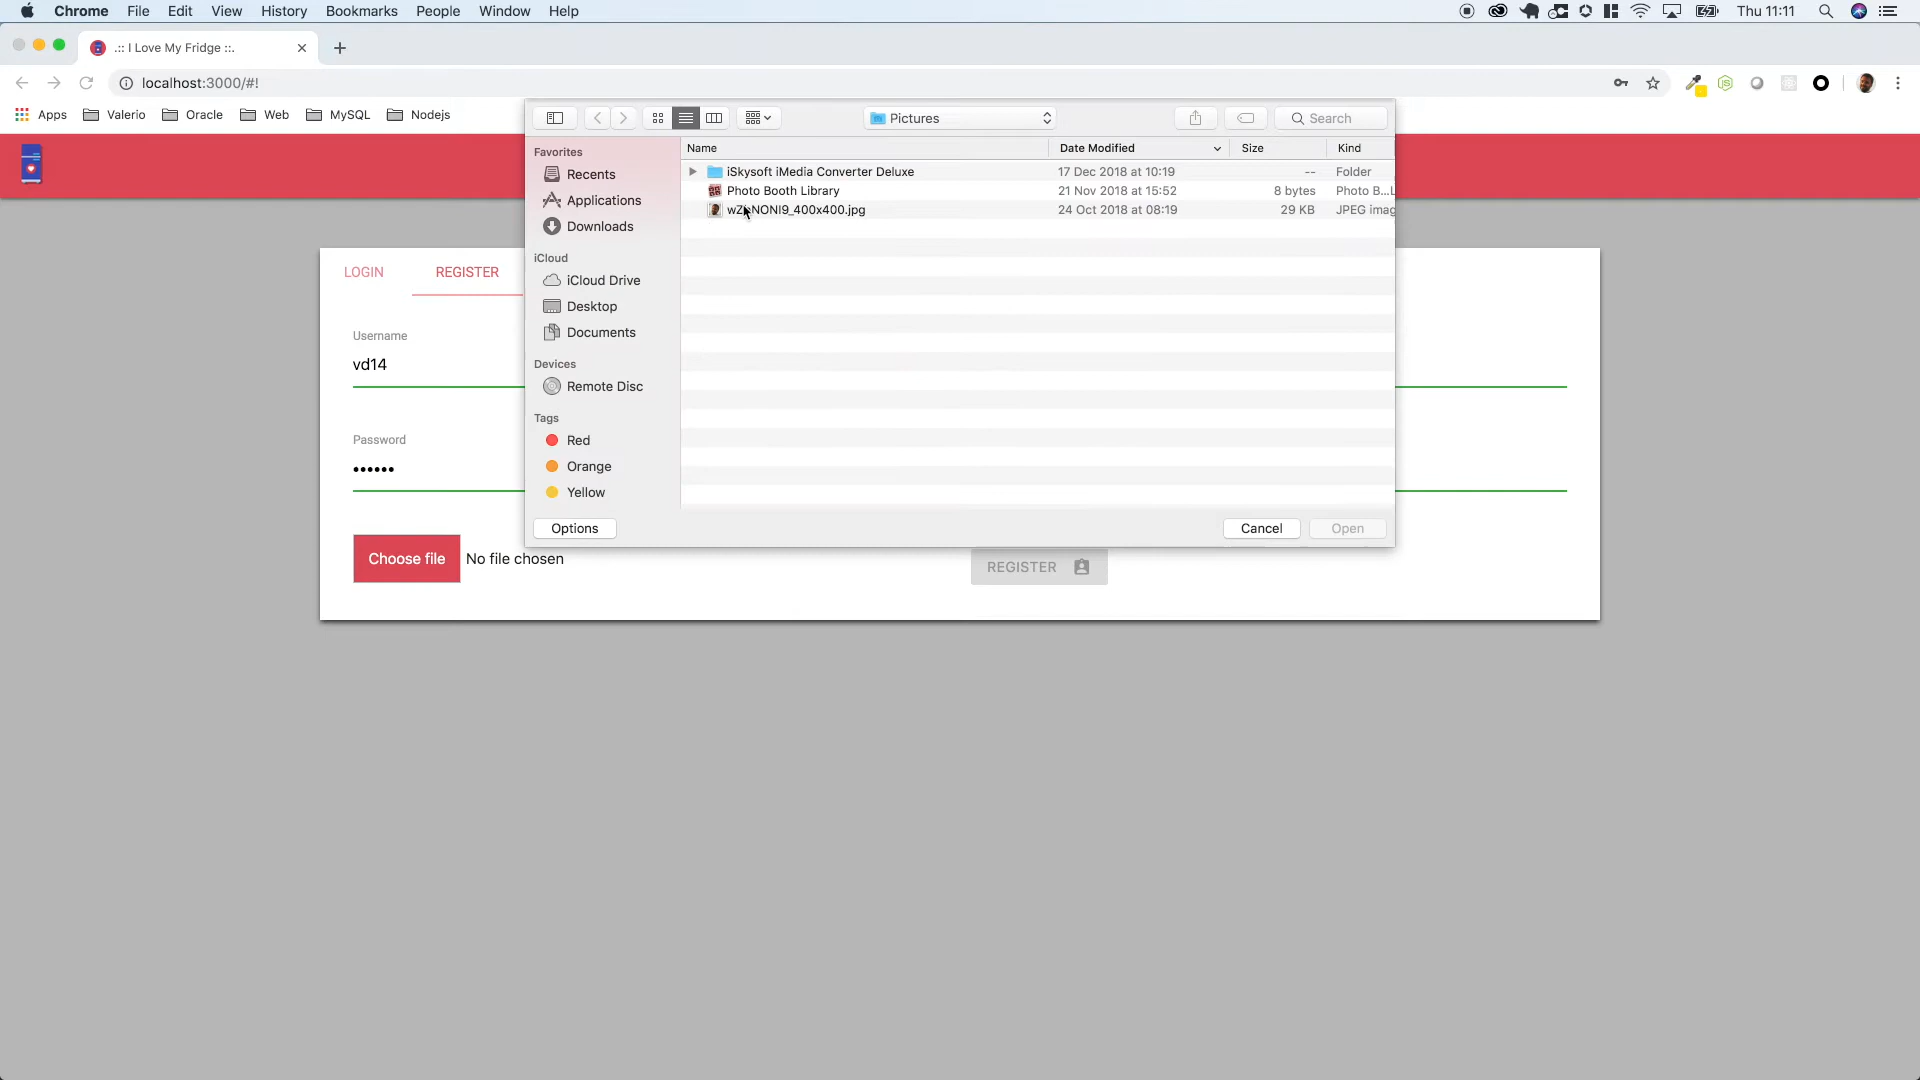 Chrome File Edit View History Bookmarks People Window Help Thu 11:11
.:: I Love My Fridge ::.
localhost:3000/#!
Apps Valerio Oracle Web MySQL Nodejs
Pictures Search
Favorites
Recents
Applications
Downloads
iCloud
iCloud Drive
Desktop
Documents
Devices
Remote Disc
Tags
Red
Orange
Yellow
Name Date Modified Size Kind
iSkysoft iMedia Converter Deluxe 17 Dec 2018 at 10:19 -- Folder
Photo Booth Library 21 Nov 2018 at 15:52 8 bytes Photo B...L
24 Oct 2018 at 08:19 29 KB JPEG imag
Options Cancel Open
LOGIN REGISTER
Username
vd14
Password
••••••
Choose file No file chosen
REGISTER